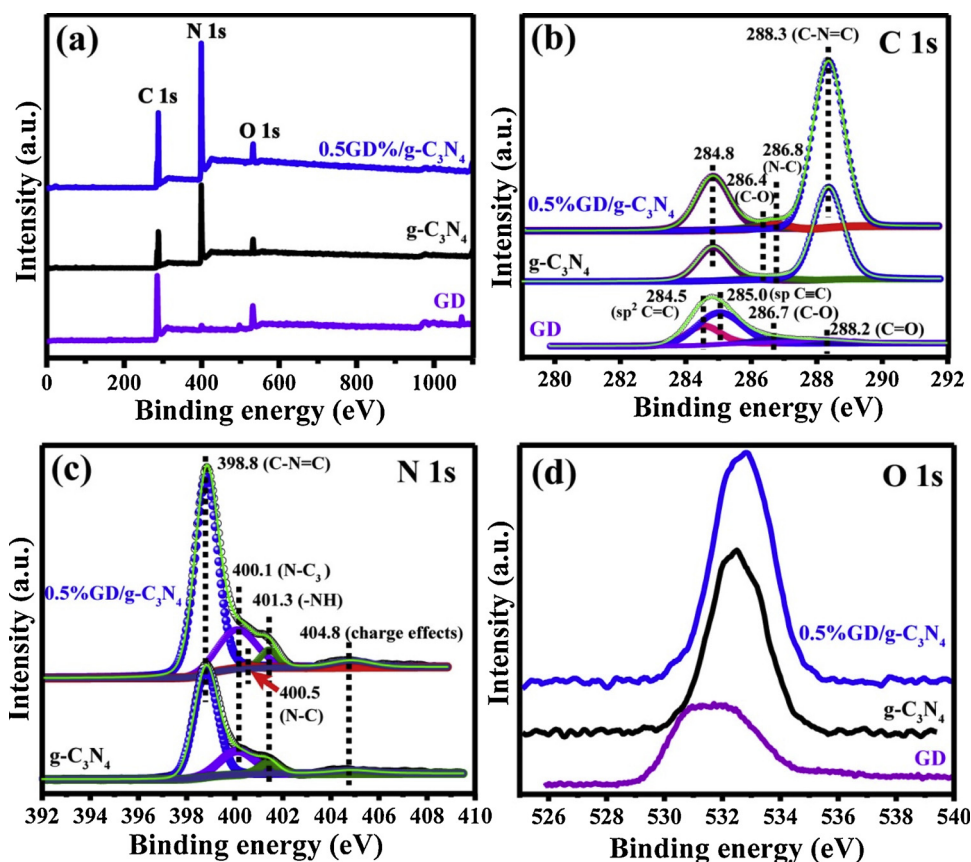 (a)
N 1s
C 1s
O 1s
0.5GD%/g-C₃N₄
g-C₃N₄
GD
Intensity (a.u.)
0 200 400 600 800 1000
Binding energy (eV)
(b)
288.3 (C-N=C)
C 1s
284.8
286.8
(N-C)
286.4
(C-O)
0.5%GD/g-C₃N₄
g-C₃N₄
284.5
(sp² C=C)
285.0 (sp C≡C)
286.7 (C-O)
288.2 (C=O)
GD
Intensity (a.u.)
280 282 284 286 288 290 292
Binding energy (eV)
(c)
398.8 (C-N=C)
N 1s
0.5%GD/g-C₃N₄
400.1 (N-C₃)
401.3 (-NH)
404.8 (charge effects)
400.5
(N-C)
g-C₃N₄
Intensity (a.u.)
392 394 396 398 400 402 404 406 408 410
Binding energy (eV)
(d)
O 1s
0.5%GD/g-C₃N₄
g-C₃N₄
GD
Intensity (a.u.)
526 528 530 532 534 536 538 540
Binding energy (eV)